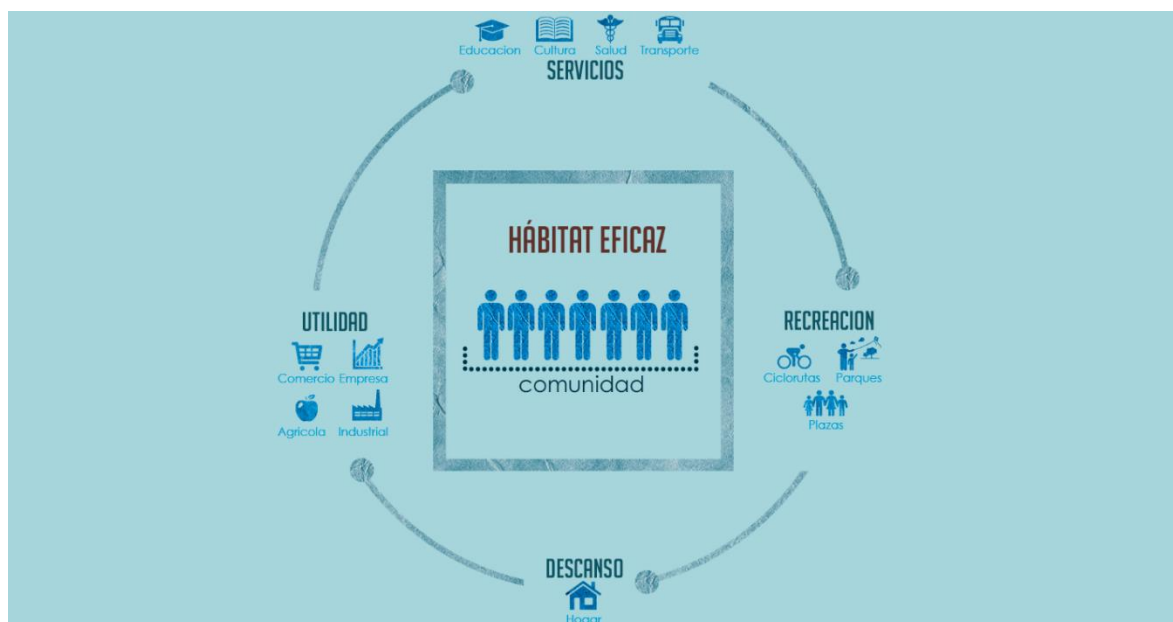 Educacion Cultura Salud Transporte
SERVICIOS
HÁBITAT EFICAZ
comunidad
UTILIDAD
Comercio Empresa
Agricola Industrial
RECREACION
Ciclorutas Parques
Plazas
DESCANSO
Hogar